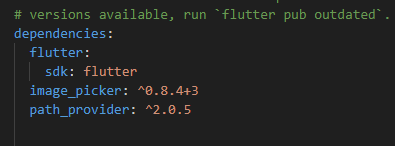 # versions available, run `flutter pub outdated`.
dependencies:
  flutter:
    sdk: flutter
  image_picker: ^0.8.4+3
  path_provider: ^2.0.5